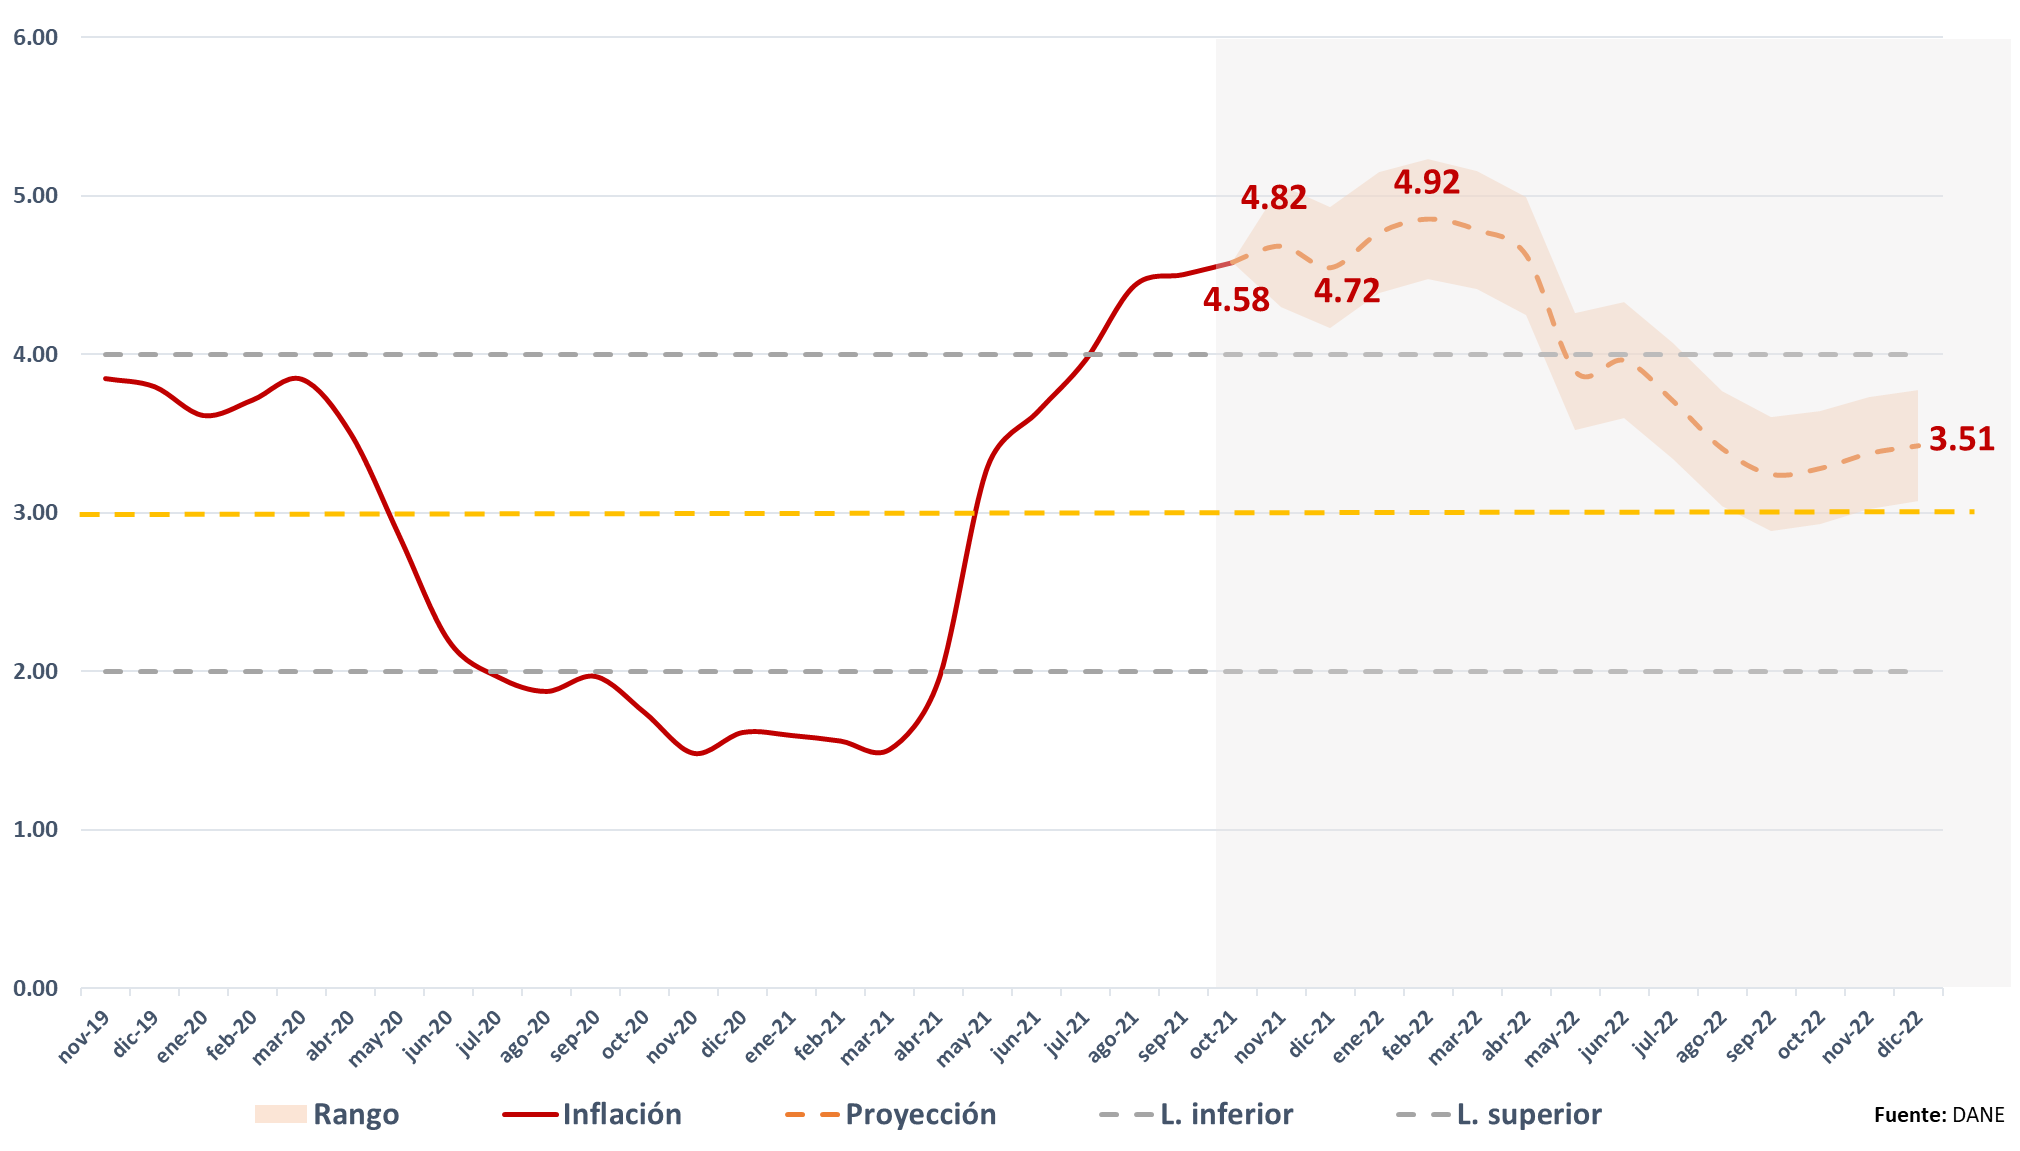 6.00
5.00
4.00
3.00
2.00
1.00
0.00
4.82
4.92
4.58
4.72
3.51
nov-19
dic-19
ene-20
feb-20
mar-20
abr-20
may-20
jun-20
jul-20
ago-20
sep-20
oct-20
nov-20
dic-20
ene-21
feb-21
mar-21
abr-21
may-21
jun-21
jul-21
ago-21
sep-21
oct-21
nov-21
dic-21
ene-22
feb-22
mar-22
abr-22
may-22
jun-22
jul-22
ago-22
sep-22
oct-22
nov-22
dic-22
Rango
Inflación
Proyección
L. inferior
L. superior
Fuente: DANE